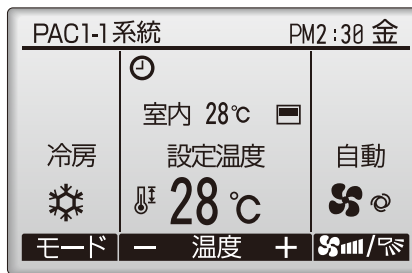 PAC1-1系統 PM2:30 金
室内 28℃
冷房 設定温度 自動
28℃
モード − 温度 + /